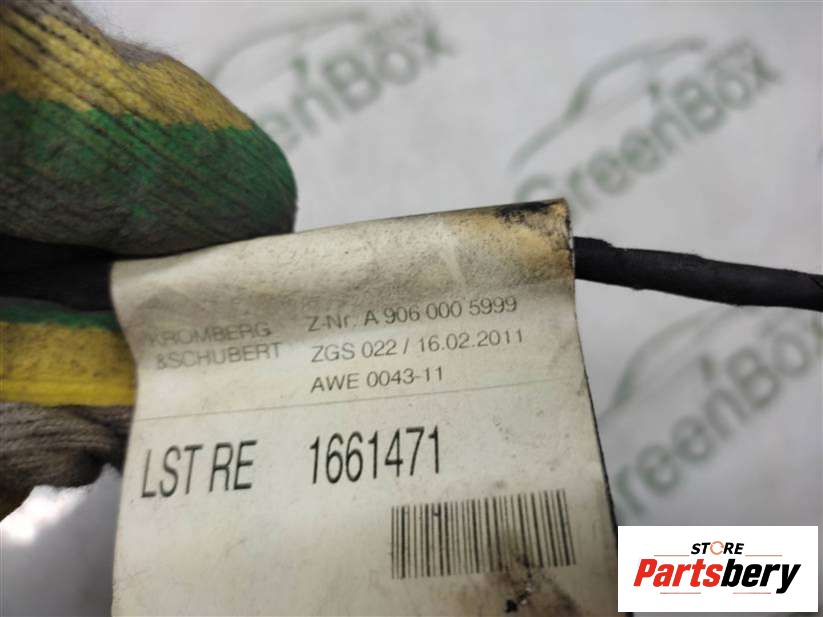 GreenBox
GreenBox
KROMBERG Z-Nr. A 906 000 5999
&SCHUBERT ZGS 022 / 16.02.2011
AWE 0043-11
LST RE 1661471
GreenBox
STORE
Partsbery